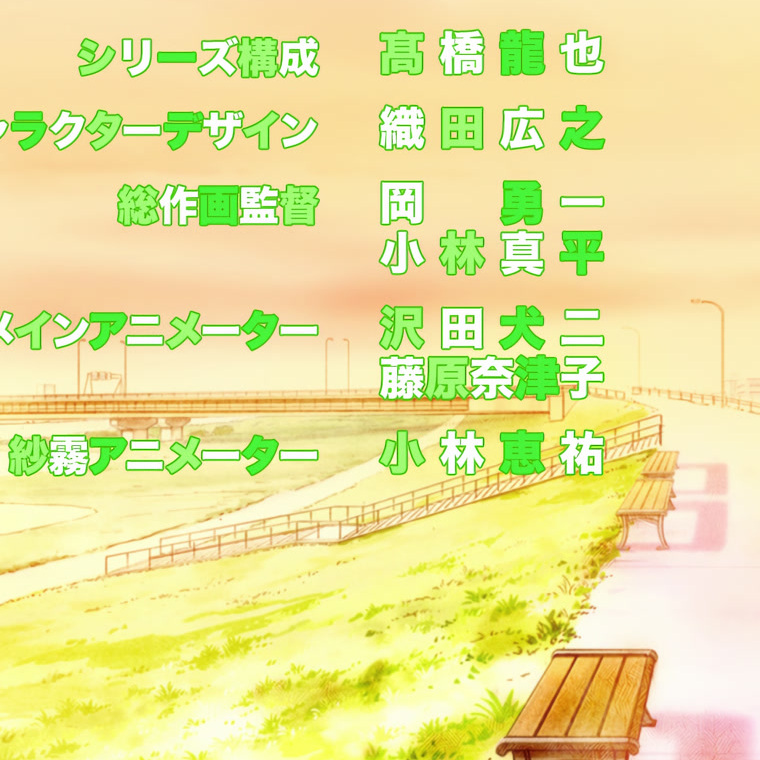 シリーズ構成 髙橋龍也
ャラクターデザイン 織田広之
総作画監督 岡勇一
小林真平
メインアニメーター 沢田犬二
藤原奈津子
紗霧アニメーター 小林恵祐